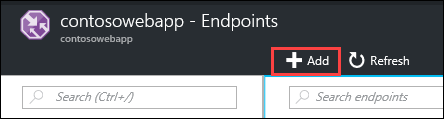 contosowebapp - Endpoints
contosowebapp
Add Refresh
Search (Ctrl+/) Search endpoints